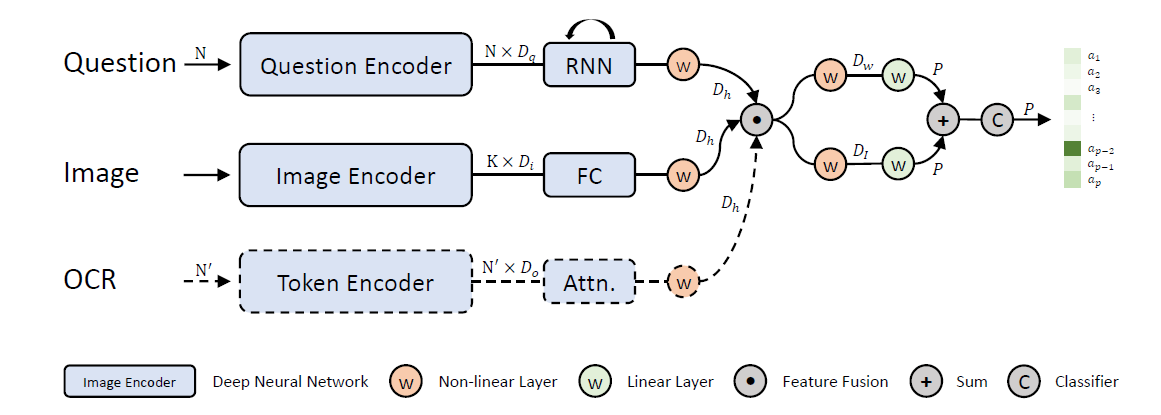 Question N Question Encoder N × D_q RNN w D_h
Image Image Encoder K × D_i FC w D_h
OCR N′ Token Encoder N′ × D_o Attn. w D_h
w D_w w P
w D_I w P
+ C P
a_1
a_2
a_3
⋮
a_{p−2}
a_{p−1}
a_p
Image Encoder Deep Neural Network w Non-linear Layer w Linear Layer Feature Fusion + Sum C Classifier